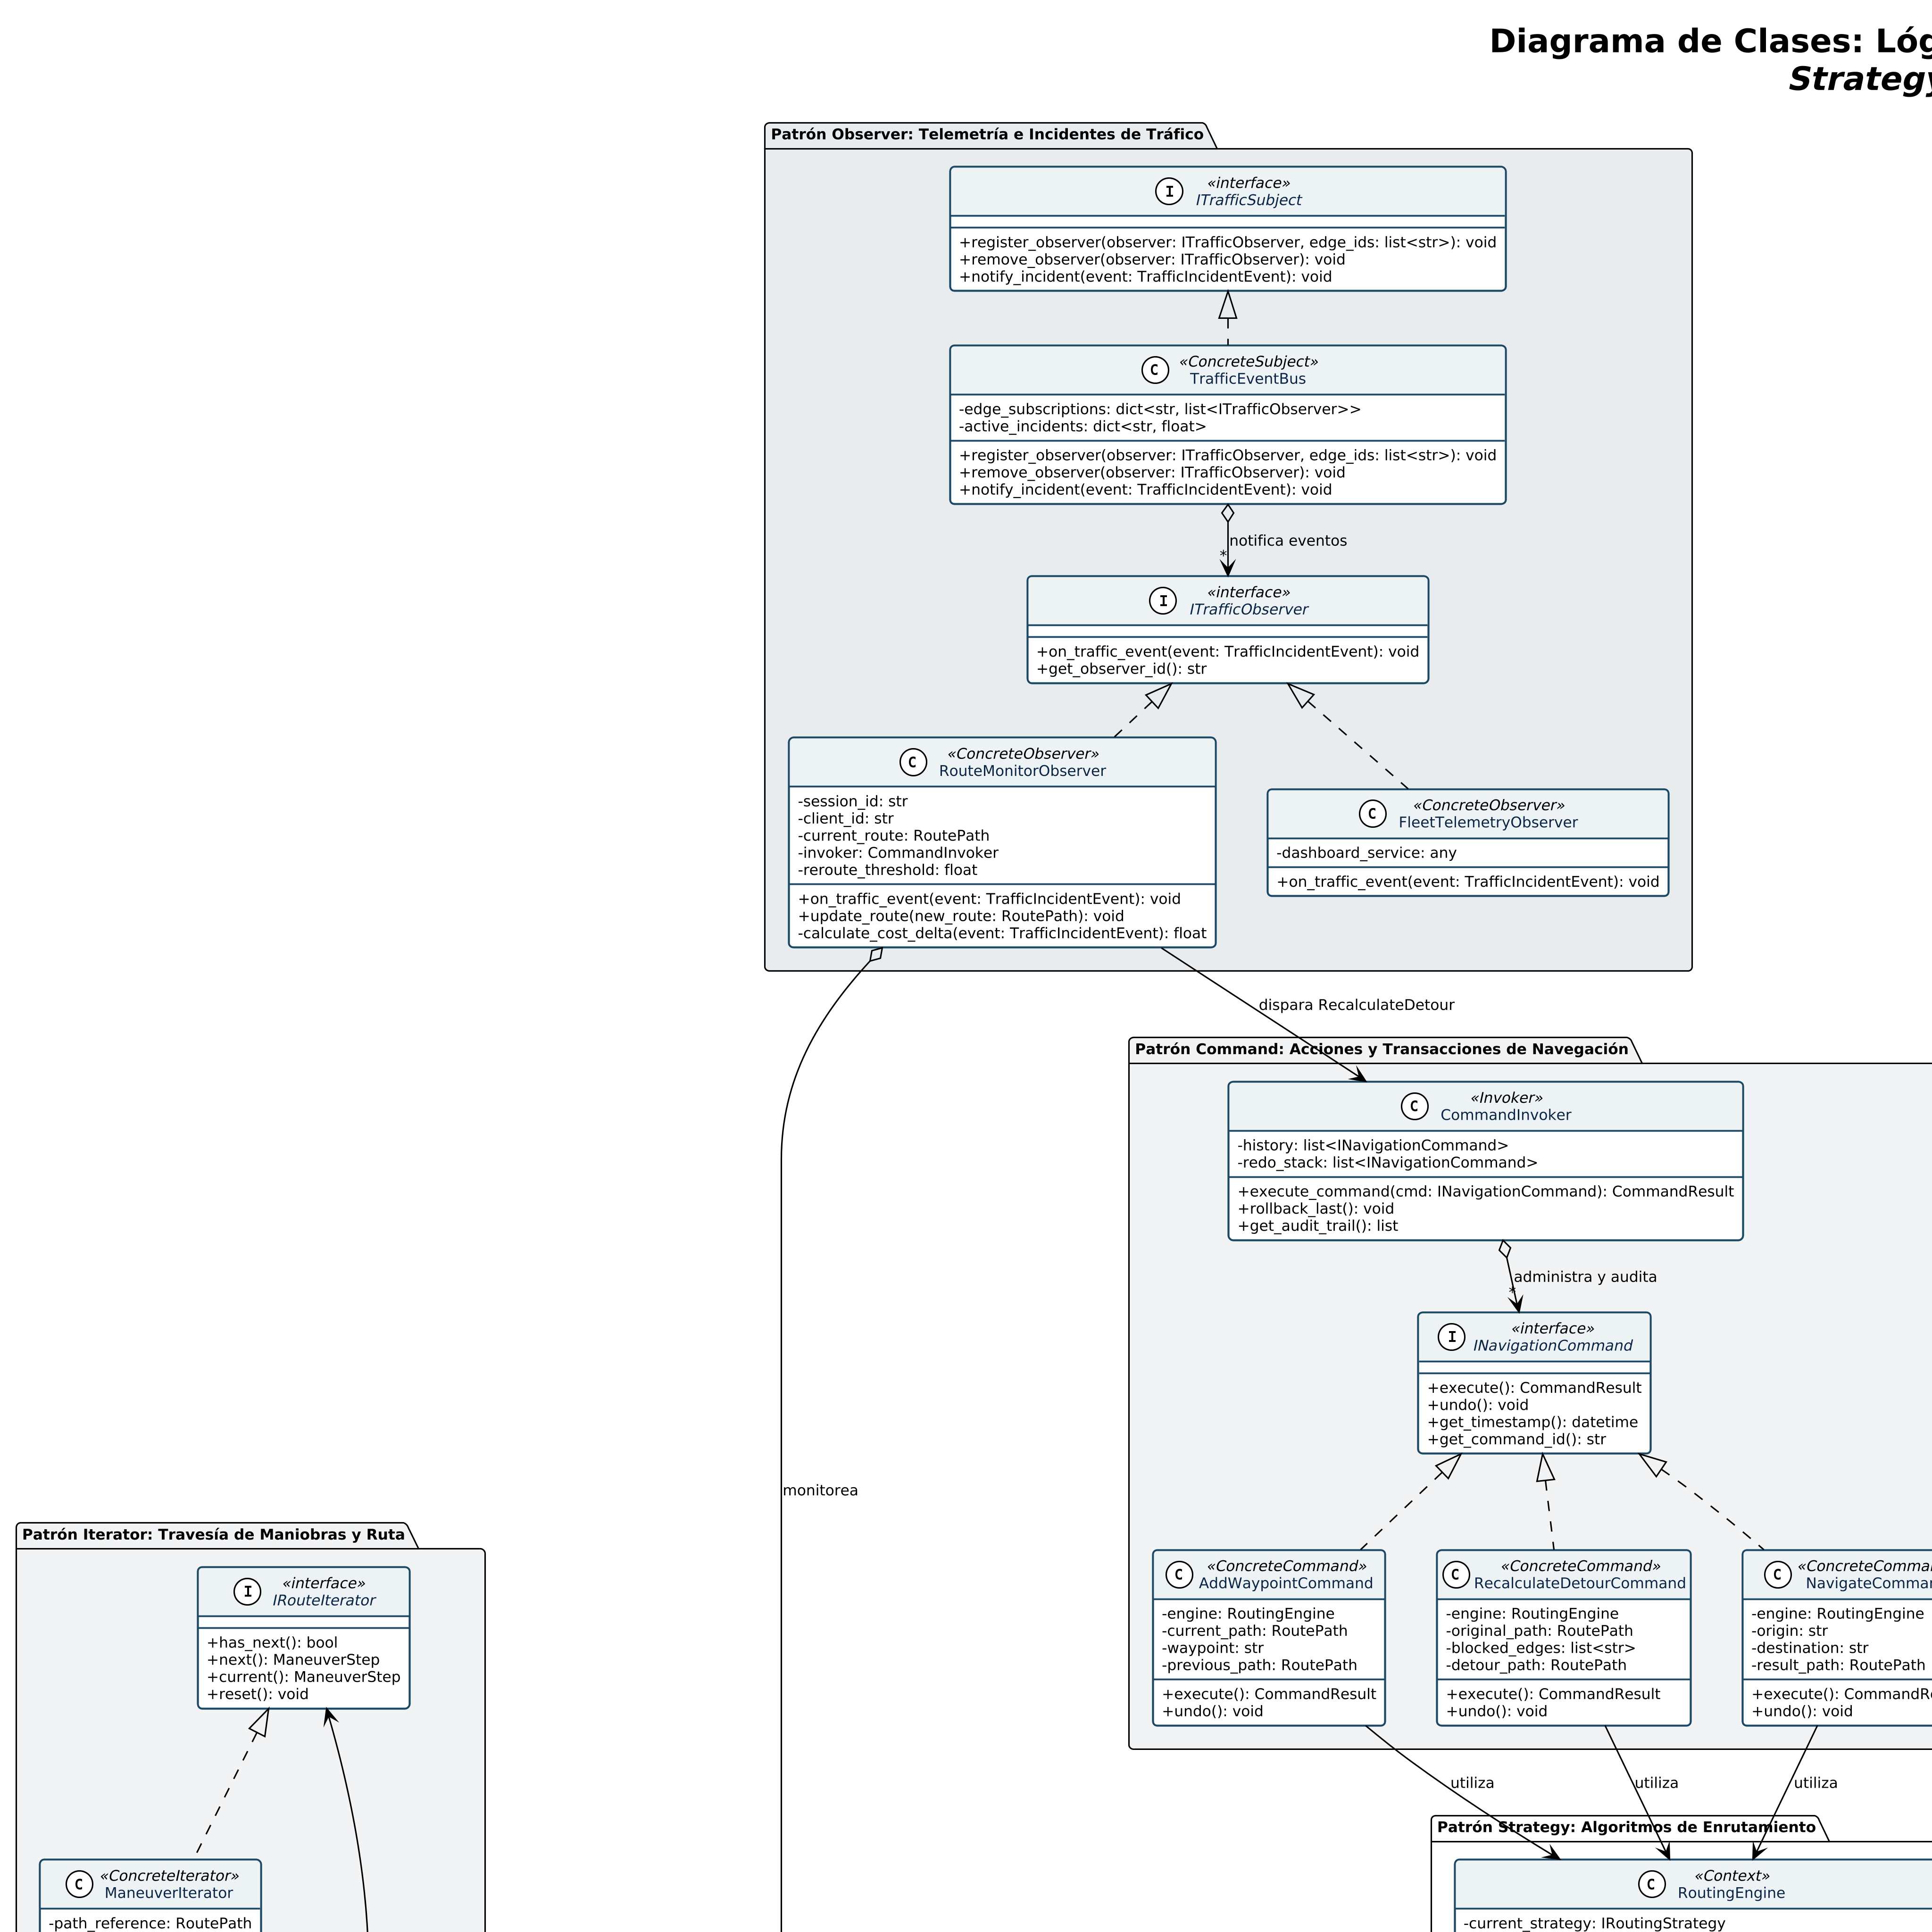 Diagrama de Clases: Lóg
Strategy
Patrón Observer: Telemetría e Incidentes de Tráfico
I
«interface»
ITrafficSubject
+register_observer(observer: ITrafficObserver, edge_ids: list<str>): void
+remove_observer(observer: ITrafficObserver): void
+notify_incident(event: TrafficIncidentEvent): void
C
«ConcreteSubject»
TrafficEventBus
-edge_subscriptions: dict<str, list<ITrafficObserver>>
-active_incidents: dict<str, float>
+register_observer(observer: ITrafficObserver, edge_ids: list<str>): void
+remove_observer(observer: ITrafficObserver): void
+notify_incident(event: TrafficIncidentEvent): void
notifica eventos
*
I
«interface»
ITrafficObserver
+on_traffic_event(event: TrafficIncidentEvent): void
+get_observer_id(): str
C
«ConcreteObserver»
RouteMonitorObserver
-session_id: str
-client_id: str
-current_route: RoutePath
-invoker: CommandInvoker
-reroute_threshold: float
+on_traffic_event(event: TrafficIncidentEvent): void
+update_route(new_route: RoutePath): void
-calculate_cost_delta(event: TrafficIncidentEvent): float
C
«ConcreteObserver»
FleetTelemetryObserver
-dashboard_service: any
+on_traffic_event(event: TrafficIncidentEvent): void
dispara RecalculateDetour
Patrón Command: Acciones y Transacciones de Navegación
C
«Invoker»
CommandInvoker
-history: list<INavigationCommand>
-redo_stack: list<INavigationCommand>
+execute_command(cmd: INavigationCommand): CommandResult
+rollback_last(): void
+get_audit_trail(): list
administra y audita
*
I
«interface»
INavigationCommand
+execute(): CommandResult
+undo(): void
+get_timestamp(): datetime
+get_command_id(): str
monitorea
C
«ConcreteCommand»
AddWaypointCommand
-engine: RoutingEngine
-current_path: RoutePath
-waypoint: str
-previous_path: RoutePath
+execute(): CommandResult
+undo(): void
C
«ConcreteCommand»
RecalculateDetourCommand
-engine: RoutingEngine
-original_path: RoutePath
-blocked_edges: list<str>
-detour_path: RoutePath
+execute(): CommandResult
+undo(): void
C
«ConcreteComman
NavigateComman
-engine: RoutingEngine
-origin: str
-destination: str
-result_path: RoutePath
+execute(): CommandRe
+undo(): void
utiliza
utiliza
utiliza
Patrón Iterator: Travesía de Maniobras y Ruta
I
«interface»
IRouteIterator
+has_next(): bool
+next(): ManeuverStep
+current(): ManeuverStep
+reset(): void
C
«ConcreteIterator»
ManeuverIterator
-path_reference: RoutePath
Patrón Strategy: Algoritmos de Enrutamiento
C
«Context»
RoutingEngine
-current_strategy: IRoutingStrategy